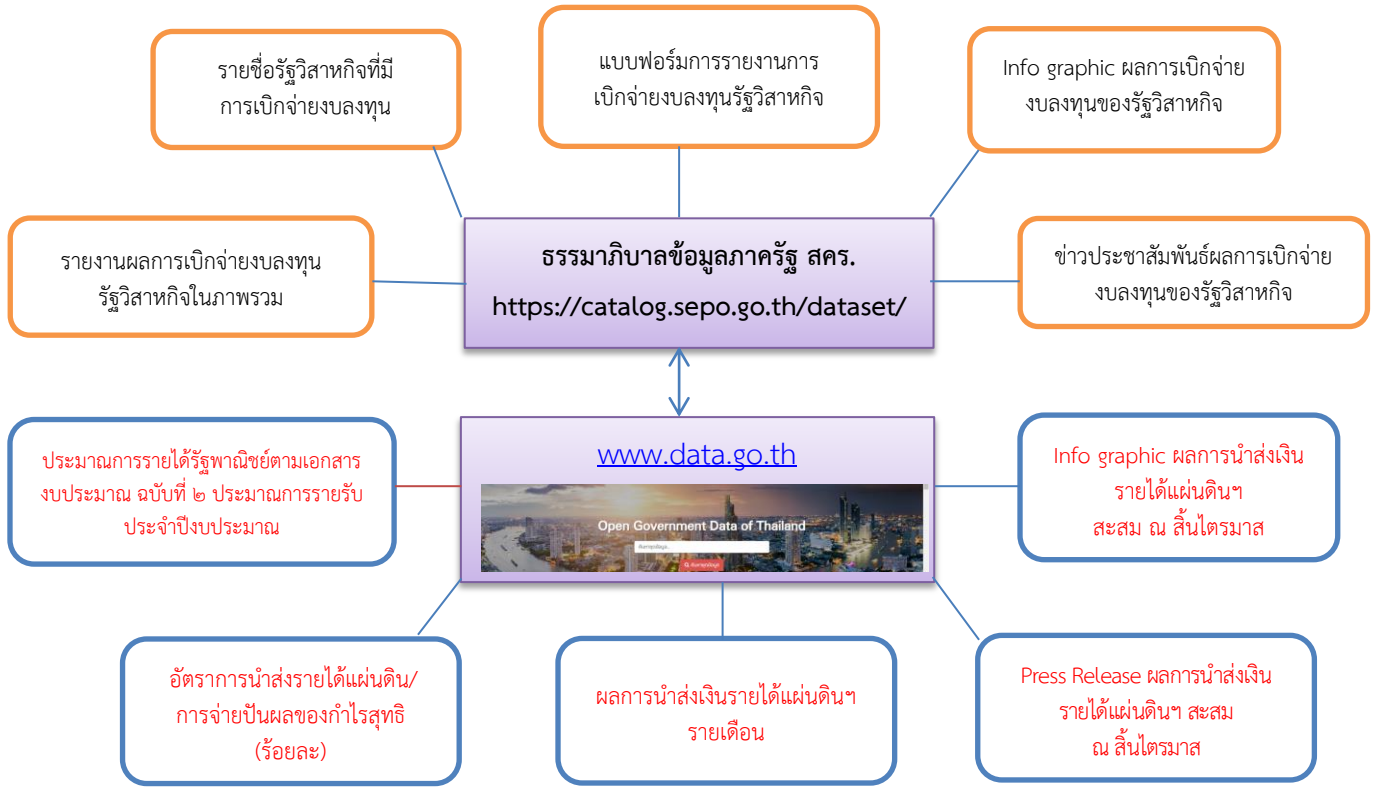 รายชื่อรัฐวิสาหกิจที่มี
การเบิกจ่ายงบลงทุน
แบบฟอร์มการรายงานการ
เบิกจ่ายงบลงทุนรัฐวิสาหกิจ
Info graphic ผลการเบิกจ่าย
งบลงทุนของรัฐวิสาหกิจ
รายงานผลการเบิกจ่ายงบลงทุน
รัฐวิสาหกิจในภาพรวม
ธรรมาภิบาลข้อมูลภาครัฐ สคร.
https://catalog.sepo.go.th/dataset/
ข่าวประชาสัมพันธ์ผลการเบิกจ่าย
งบลงทุนของรัฐวิสาหกิจ
ประมาณการรายได้รัฐพาณิชย์ตามเอกสาร
งบประมาณ ฉบับที่ ๒ ประมาณการรายรับ
ประจำปีงบประมาณ
www.data.go.th
Open Government Data of Thailand
ค้นหาชุดข้อมูล...
ค้นหาชุดข้อมูล
Info graphic ผลการนำส่งเงิน
รายได้แผ่นดินฯ
สะสม ณ สิ้นไตรมาส
อัตราการนำส่งรายได้แผ่นดิน/
การจ่ายปันผลของกำไรสุทธิ
(ร้อยละ)
ผลการนำส่งเงินรายได้แผ่นดินฯ
รายเดือน
Press Release ผลการนำส่งเงิน
รายได้แผ่นดินฯ สะสม
ณ สิ้นไตรมาส